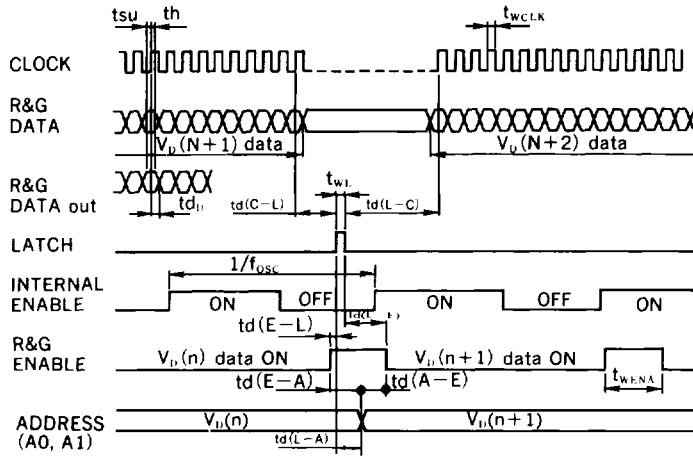 tsu th tWCLK
CLOCK
R&G
DATA
VD(N+1) data VD(N+2) data
R&G
DATA out
tdD
tWL
td(C-L) td(L-C)
LATCH
1/fOSC
INTERNAL
ENABLE
ON OFF ON OFF ON
td(E-L)
R&G
ENABLE
VD(n) data ON VD(n+1) data ON
tWENA
td(E-A) td(A-E)
ADDRESS
(A0, A1)
VD(n) VD(n+1)
td(L-A)